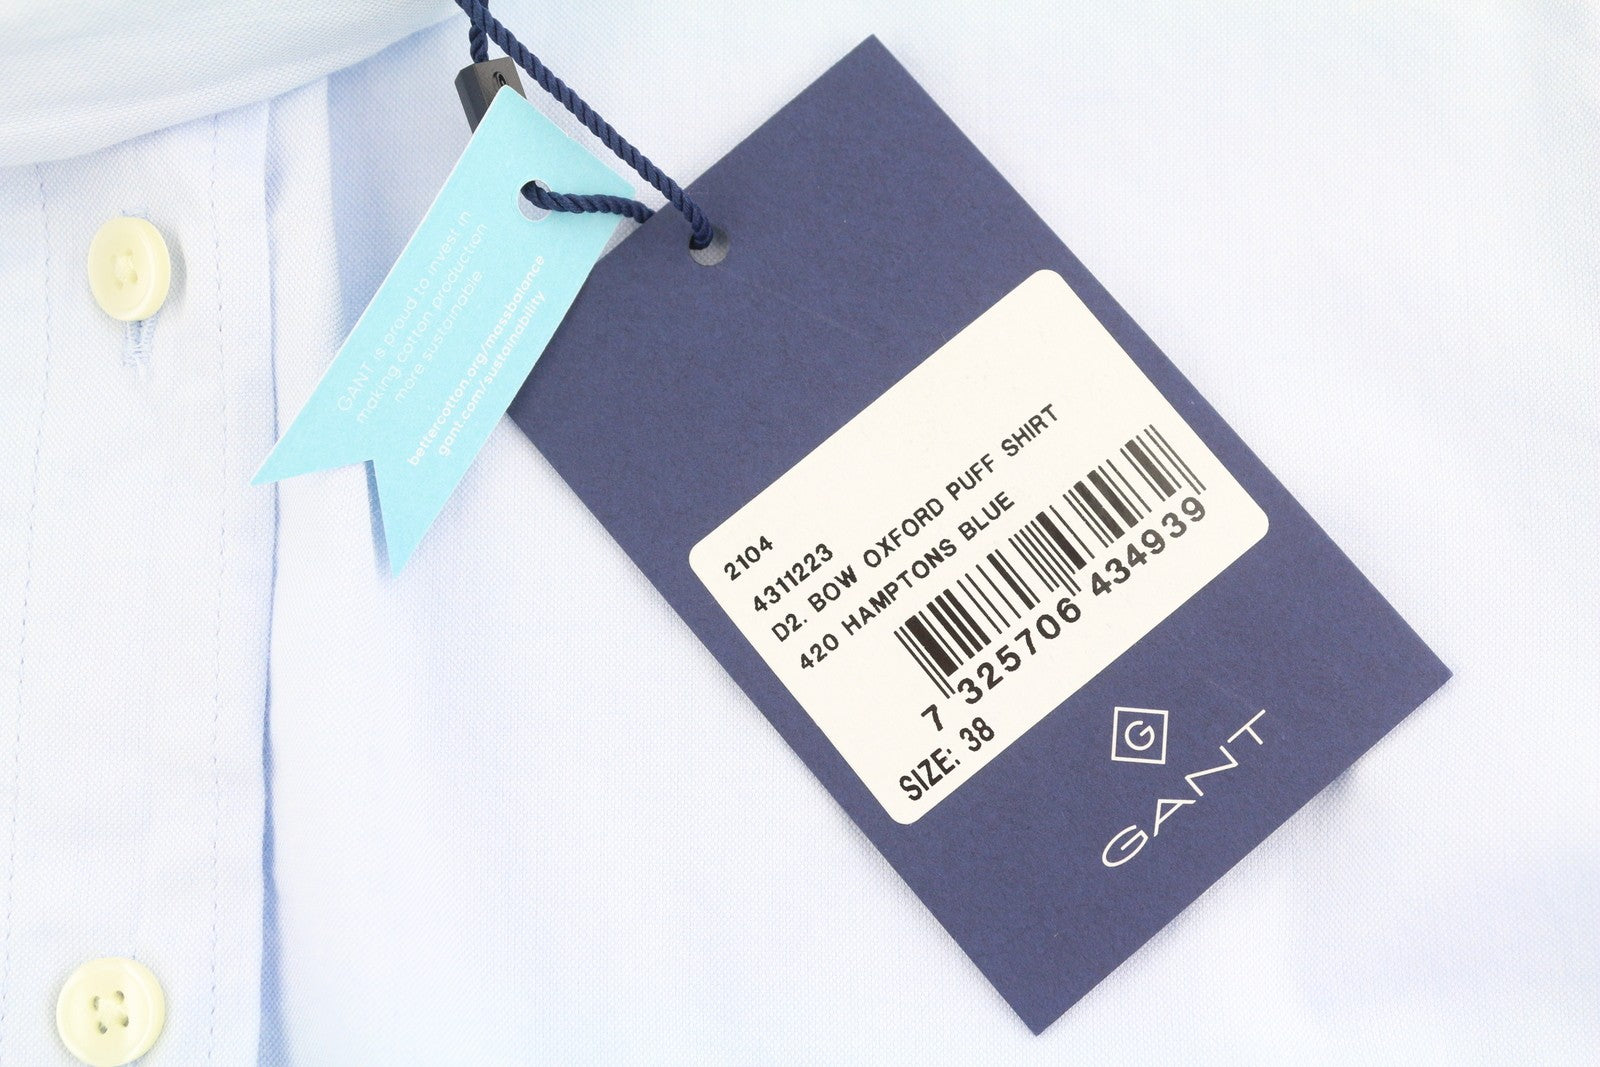 GANT is proud to invest in
making cotton production
more sustainable
bettercotton.org/massbalance
gant.com/sustainability
2104
4311223
D2. BOW OXFORD PUFF SHIRT
420 HAMPTONS BLUE
7 325706 434939
SIZE: 38
G
GANT